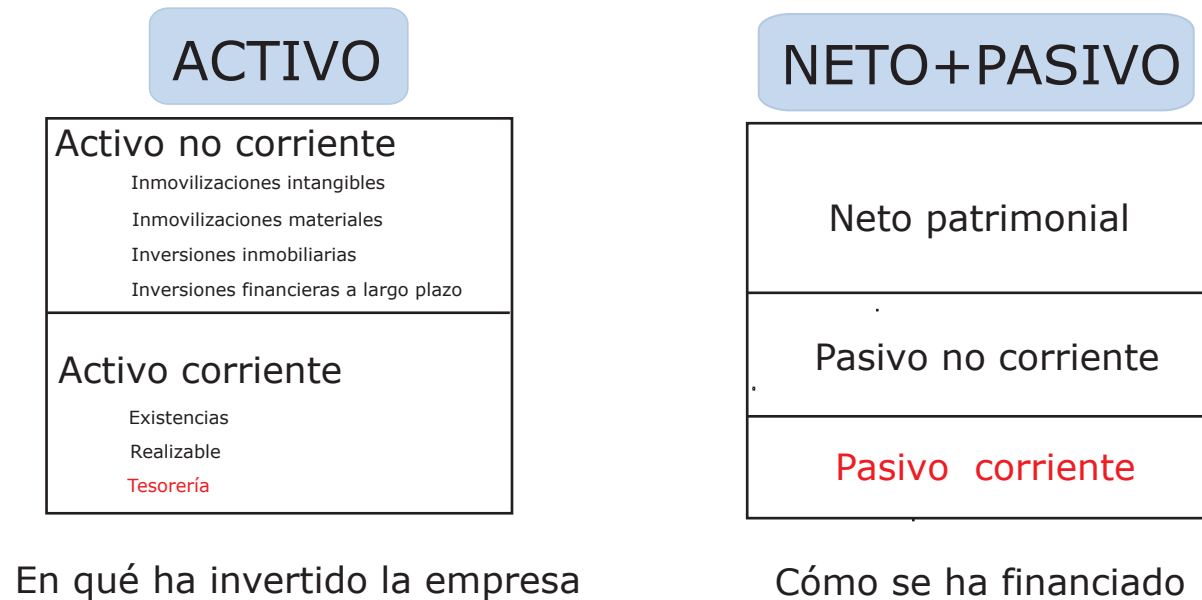 ACTIVO
Activo no corriente
Inmovilizaciones intangibles
Inmovilizaciones materiales
Inversiones inmobiliarias
Inversiones financieras a largo plazo
Activo corriente
Existencias
Realizable
Tesorería
En qué ha invertido la empresa
NETO+PASIVO
Neto patrimonial
Pasivo no corriente
Pasivo corriente
Cómo se ha financiado